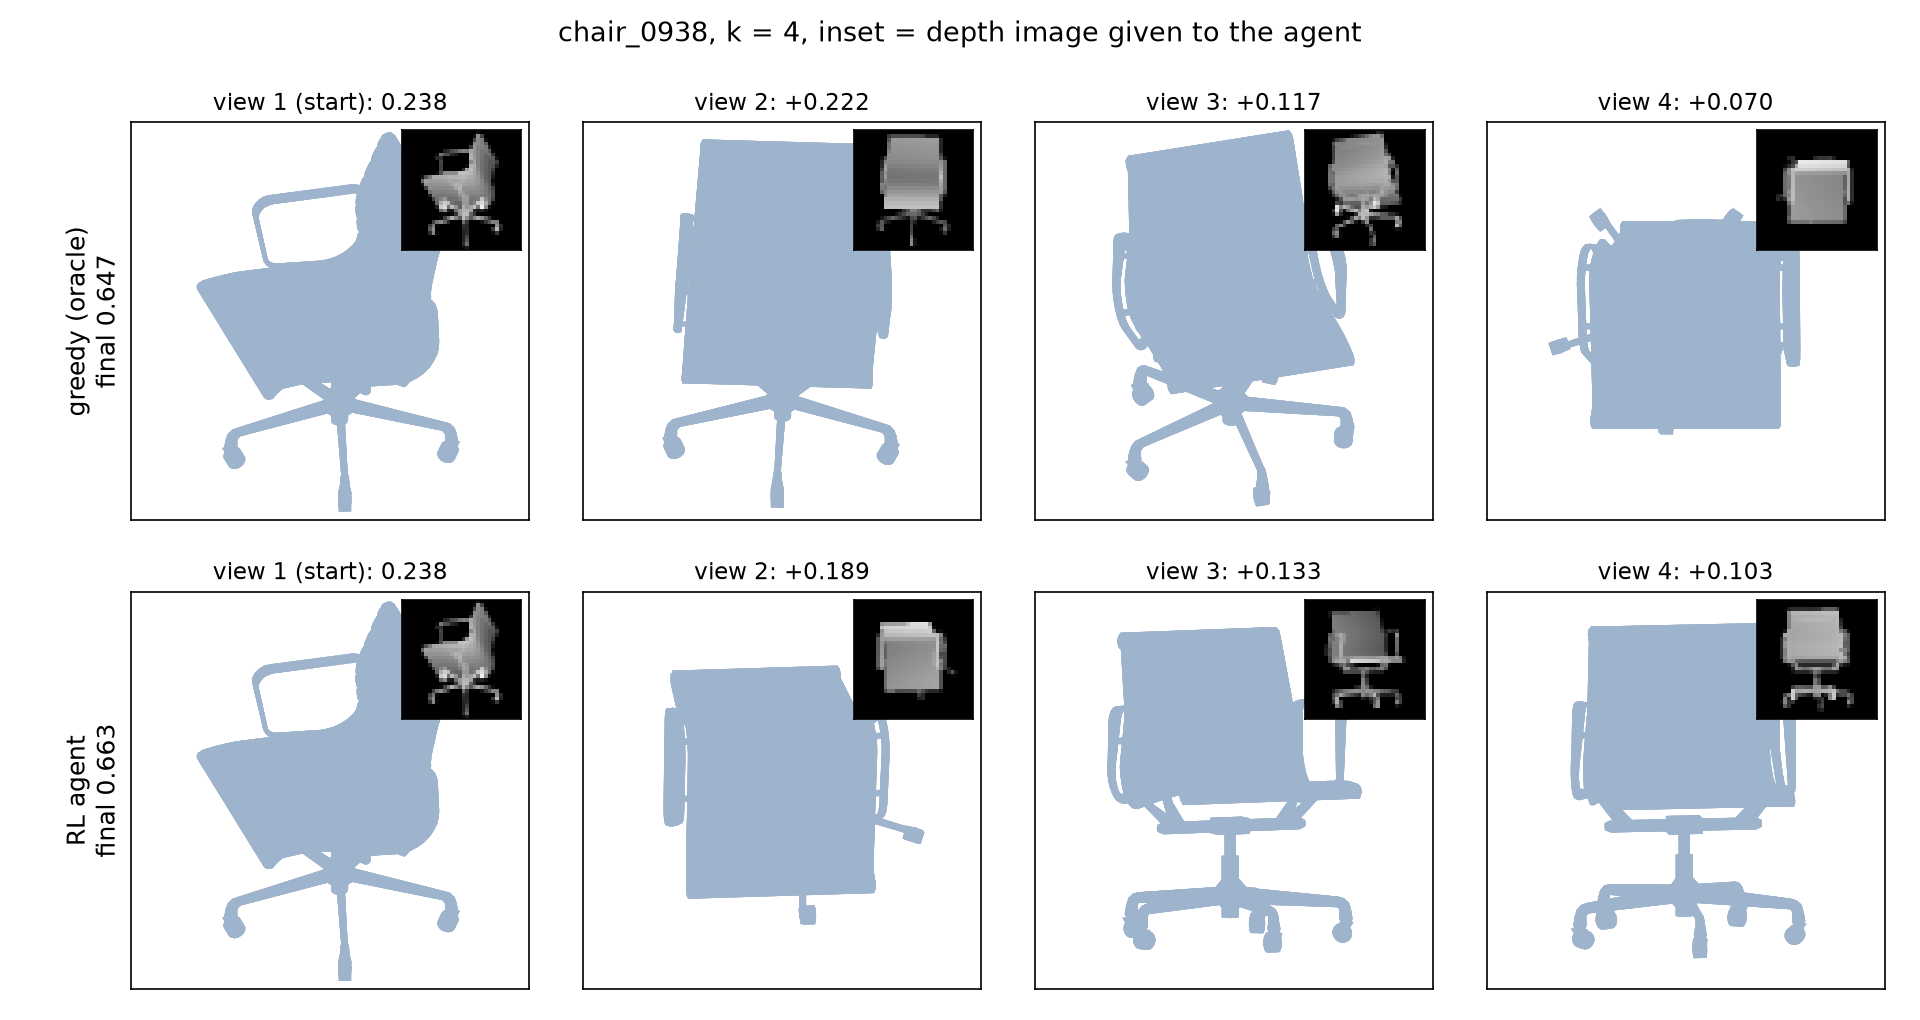 chair_0938, k = 4, inset = depth image given to the agent
greedy (oracle)
final 0.647
view 1 (start): 0.238
view 2: +0.222
view 3: +0.117
view 4: +0.070
RL agent
final 0.663
view 1 (start): 0.238
view 2: +0.189
view 3: +0.133
view 4: +0.103